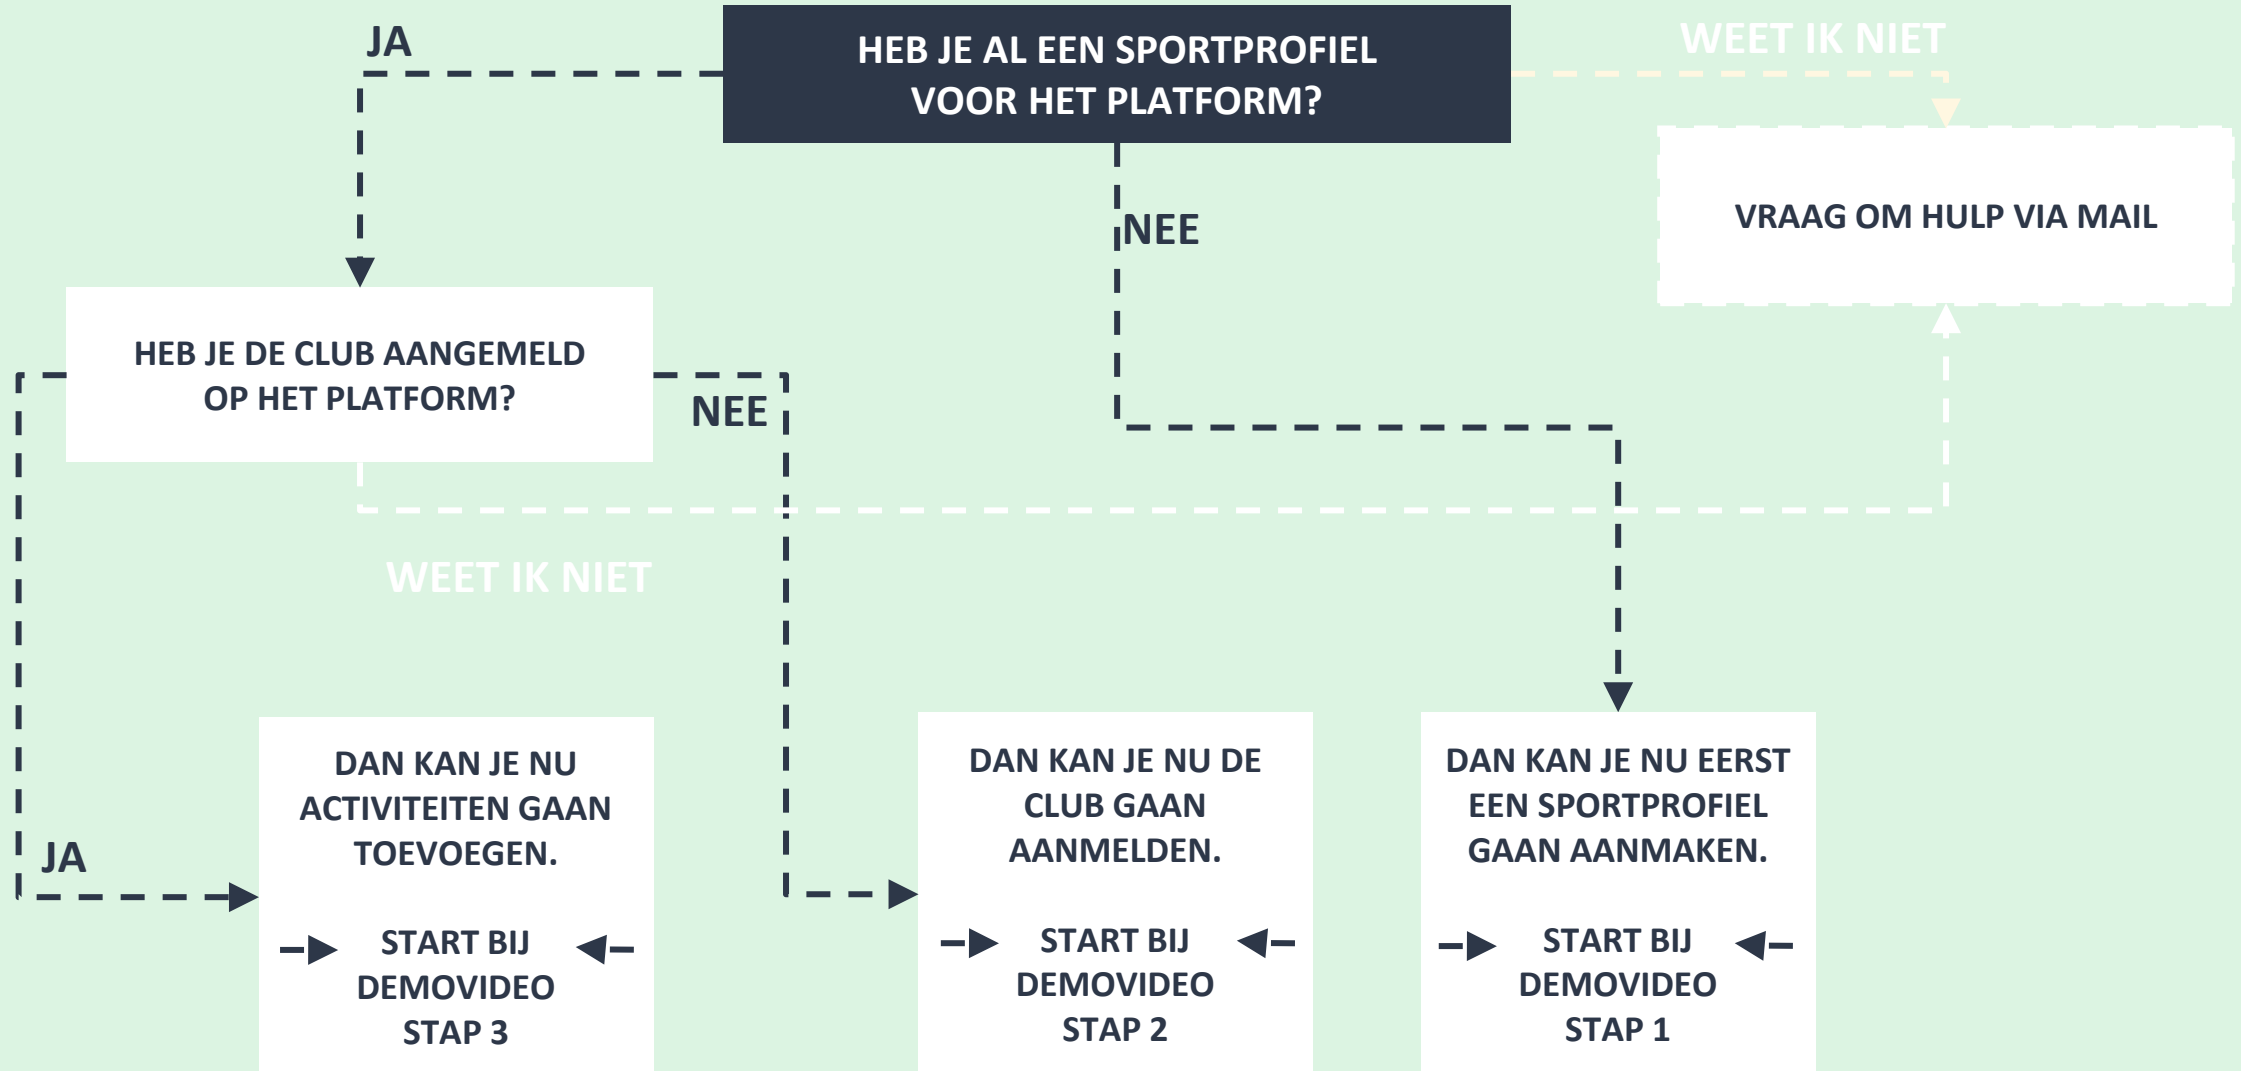 JA
HEB JE AL EEN SPORTPROFIEL
VOOR HET PLATFORM?
WEET IK NIET
NEE
VRAAG OM HULP VIA MAIL
HEB JE DE CLUB AANGEMELD
OP HET PLATFORM?
NEE
WEET IK NIET
JA
DAN KAN JE NU
ACTIVITEITEN GAAN
TOEVOEGEN.
START BIJ
DEMOVIDEO
STAP 3
DAN KAN JE NU DE
CLUB GAAN
AANMELDEN.
START BIJ
DEMOVIDEO
STAP 2
DAN KAN JE NU EERST
EEN SPORTPROFIEL
GAAN AANMAKEN.
START BIJ
DEMOVIDEO
STAP 1